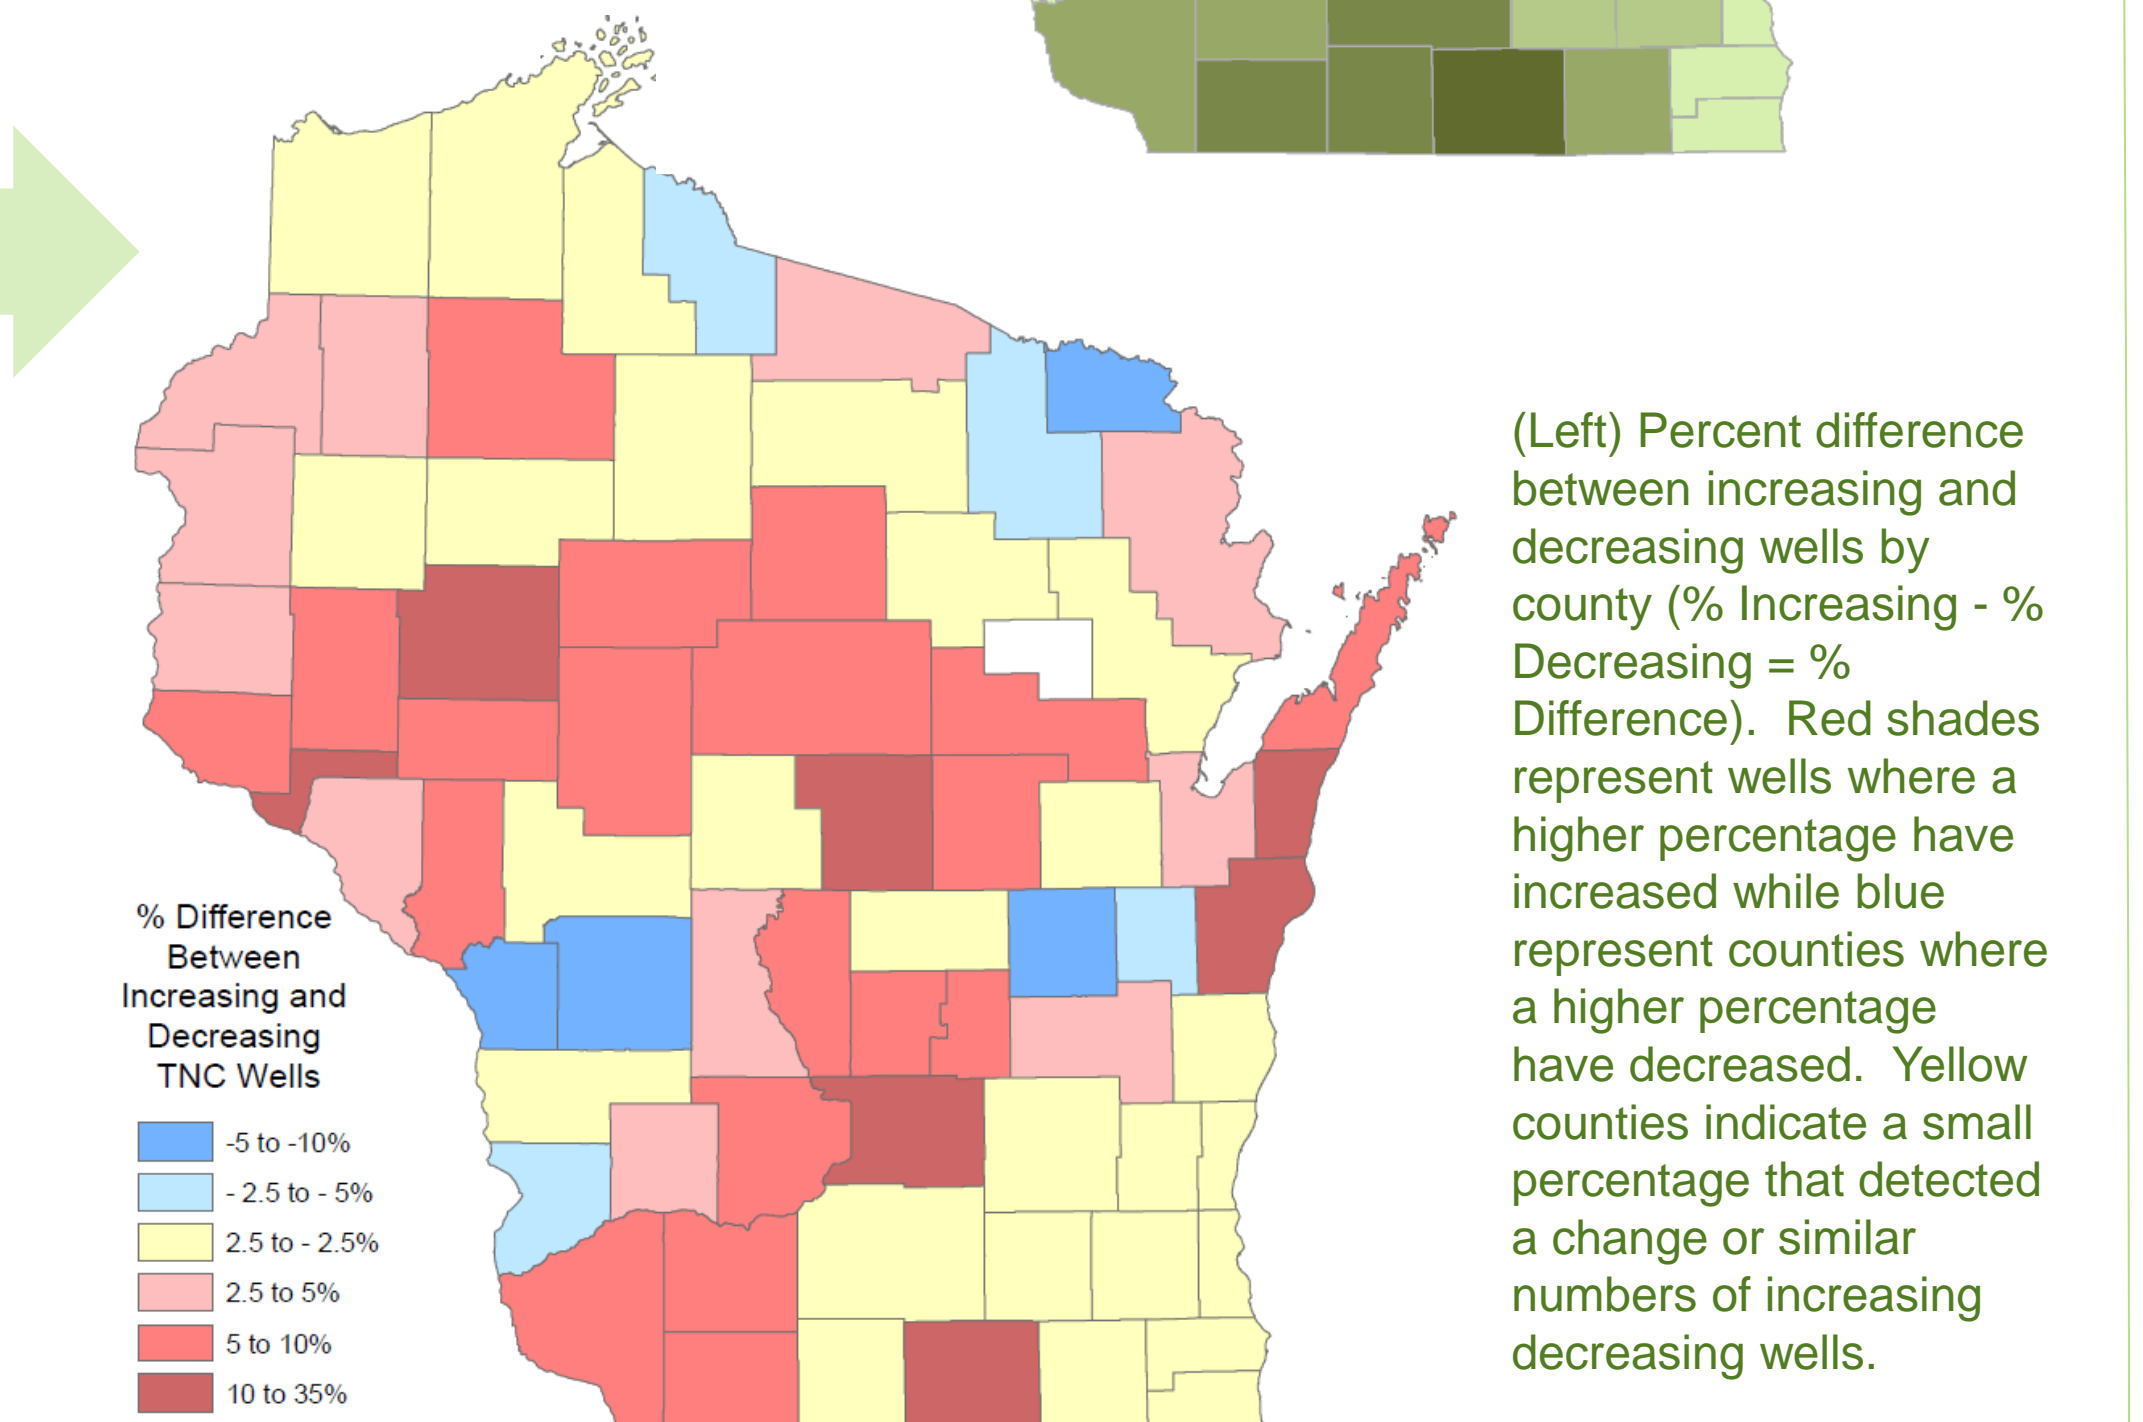 (Left) Percent difference
between increasing and
decreasing wells by
county (% Increasing - %
Decreasing = %
Difference).  Red shades
represent wells where a
higher percentage have
increased while blue
represent counties where
a higher percentage
have decreased.  Yellow
counties indicate a small
percentage that detected
a change or similar
numbers of increasing
decreasing wells.
% Difference
Between
Increasing and
Decreasing
TNC Wells
-5 to -10%
- 2.5 to - 5%
2.5 to - 2.5%
2.5 to 5%
5 to 10%
10 to 35%